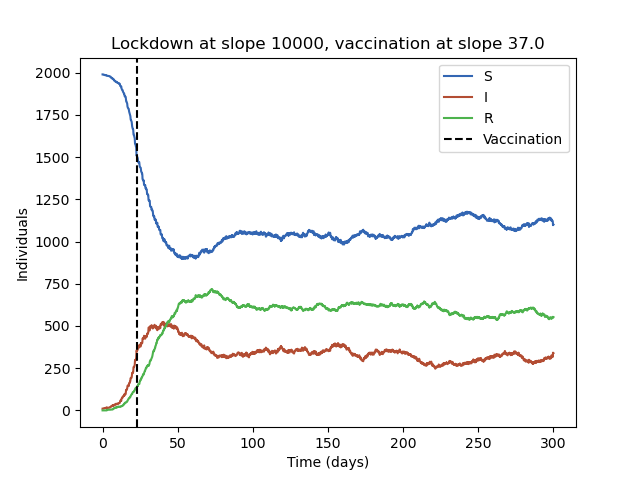 Lockdown at slope 10000, vaccination at slope 37.0
S
I
R
Vaccination
Individuals
2000
1750
1500
1250
1000
750
500
250
0
0 50 100 150 200 250 300
Time (days)